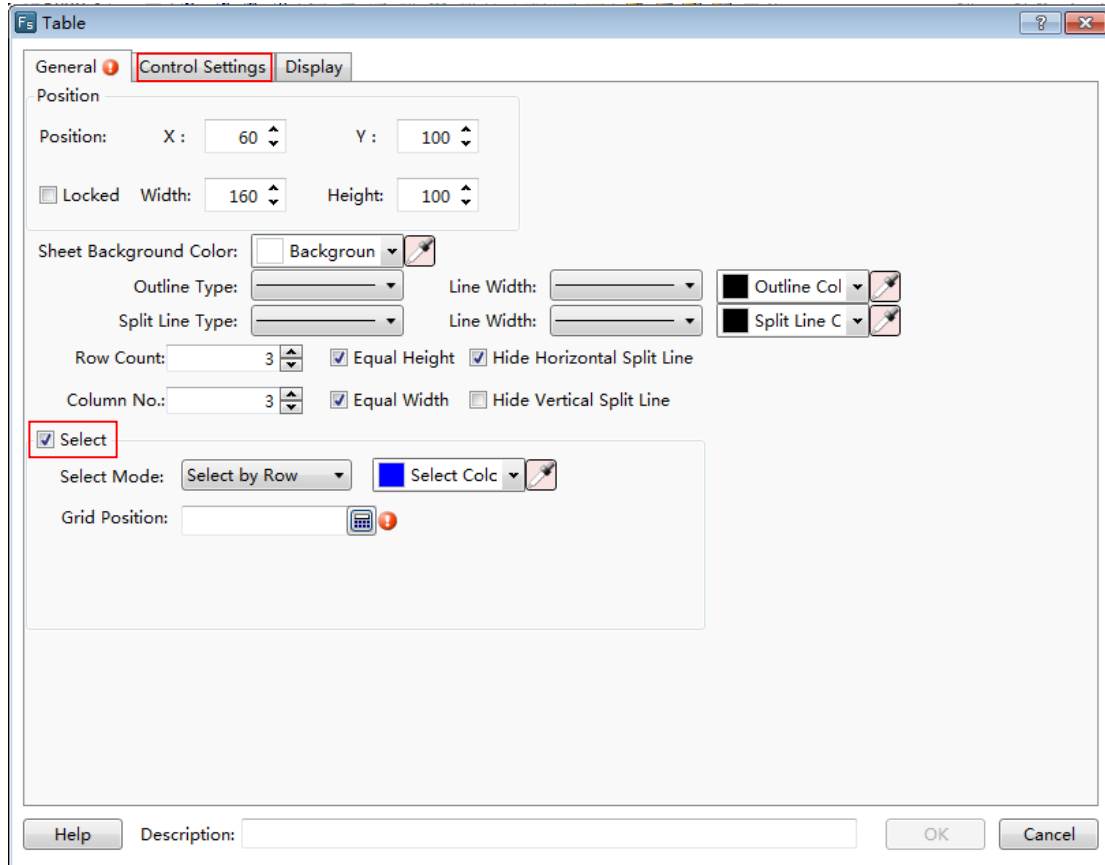 Fs Table
General Control Settings Display
Position
Position: X : 60 Y : 100
Locked Width: 160 Height: 100
Sheet Background Color: Backgroun
Outline Type: Line Width: Outline Col
Split Line Type: Line Width: Split Line C
Row Count: 3 Equal Height Hide Horizontal Split Line
Column No.: 3 Equal Width Hide Vertical Split Line
Select
Select Mode: Select by Row Select Colc
Grid Position:
Help Description: OK Cancel